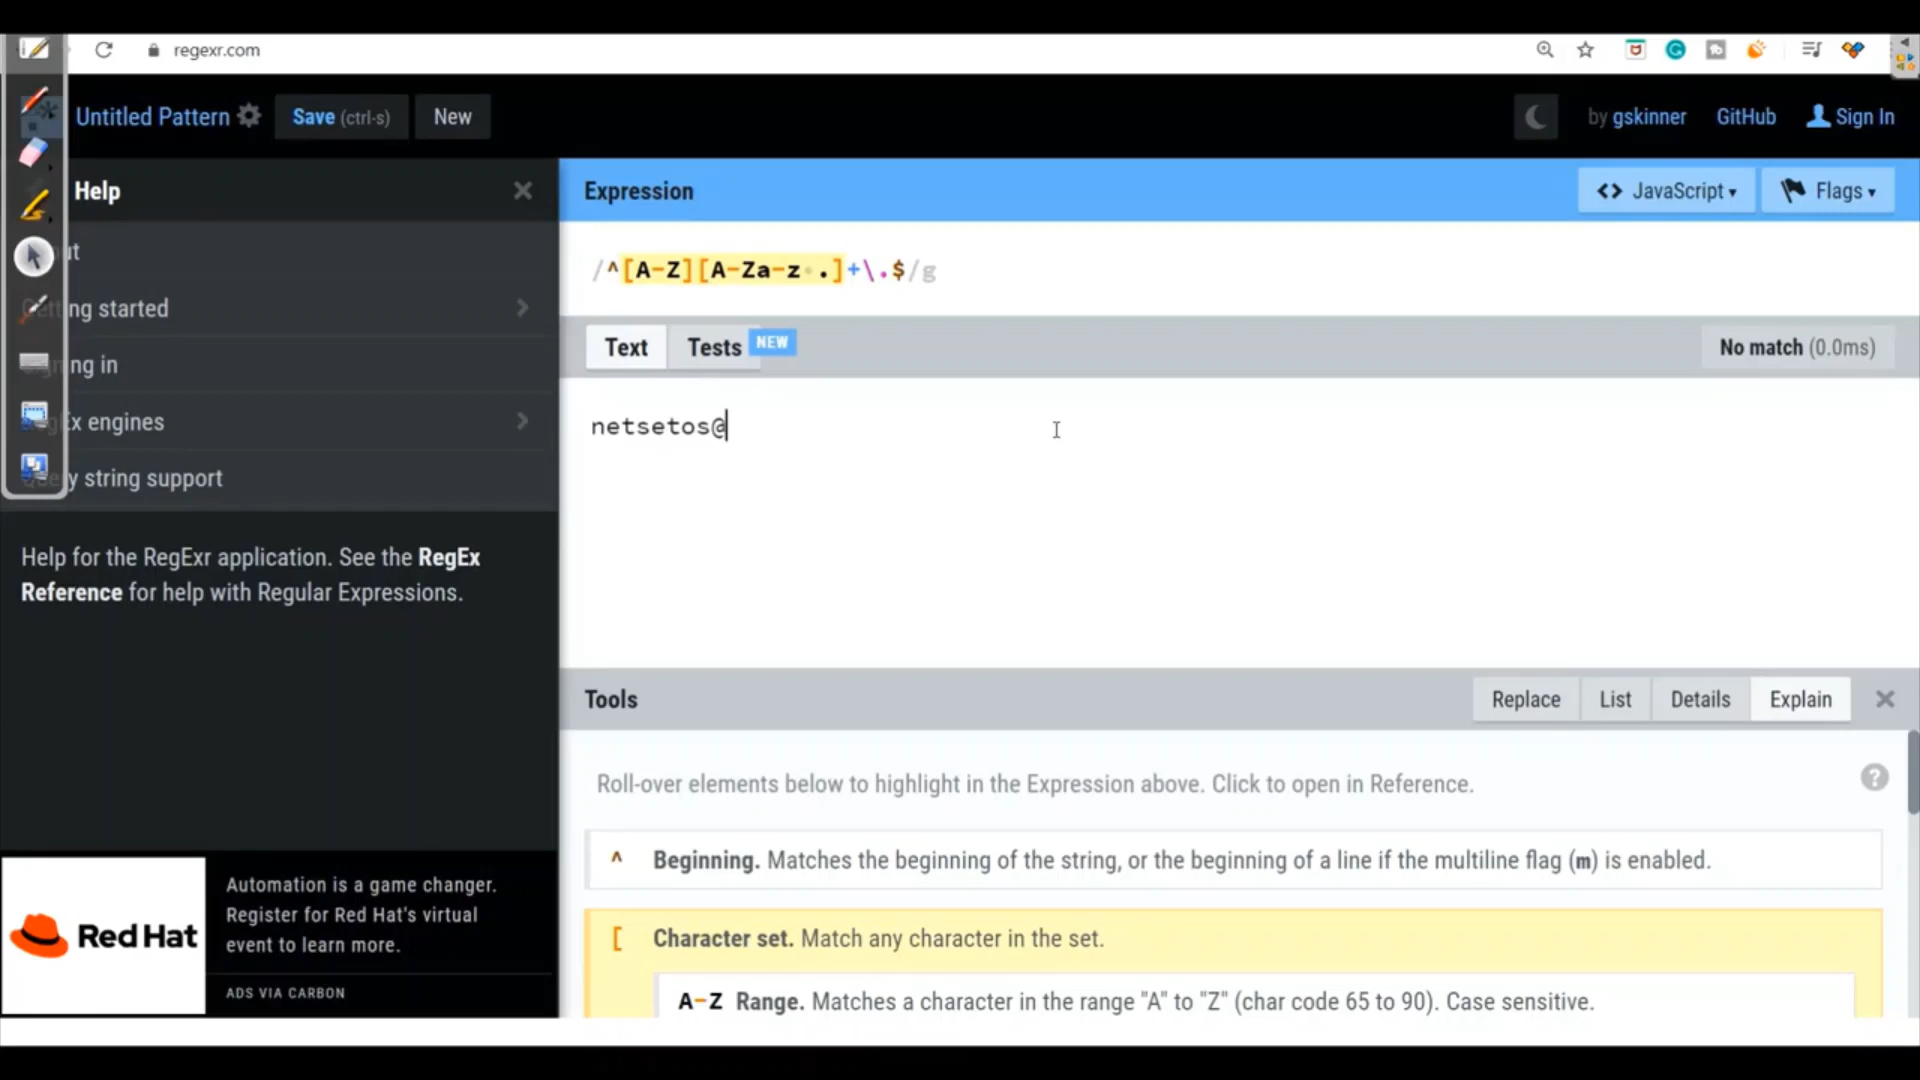 regexr.com
Untitled Pattern
Save (ctrl-s)
New
by gskinner
GitHub
Sign In
Help
Expression
<> JavaScript ▾
Flags ▾
ut
ng started
/^[A-Z][A-Za-z .]+\.$/g
Text
Tests
NEW
No match (0.0ms)
ng in
Ex engines
netsetos@
y string support
Help for the RegExr application. See the RegEx
Reference for help with Regular Expressions.
Tools
Replace
List
Details
Explain
Roll-over elements below to highlight in the Expression above. Click to open in Reference.
^ Beginning. Matches the beginning of the string, or the beginning of a line if the multiline flag (m) is enabled.
[ Character set. Match any character in the set.
A-Z Range. Matches a character in the range "A" to "Z" (char code 65 to 90). Case sensitive.
Red Hat
Automation is a game changer.
Register for Red Hat's virtual
event to learn more.
ADS VIA CARBON